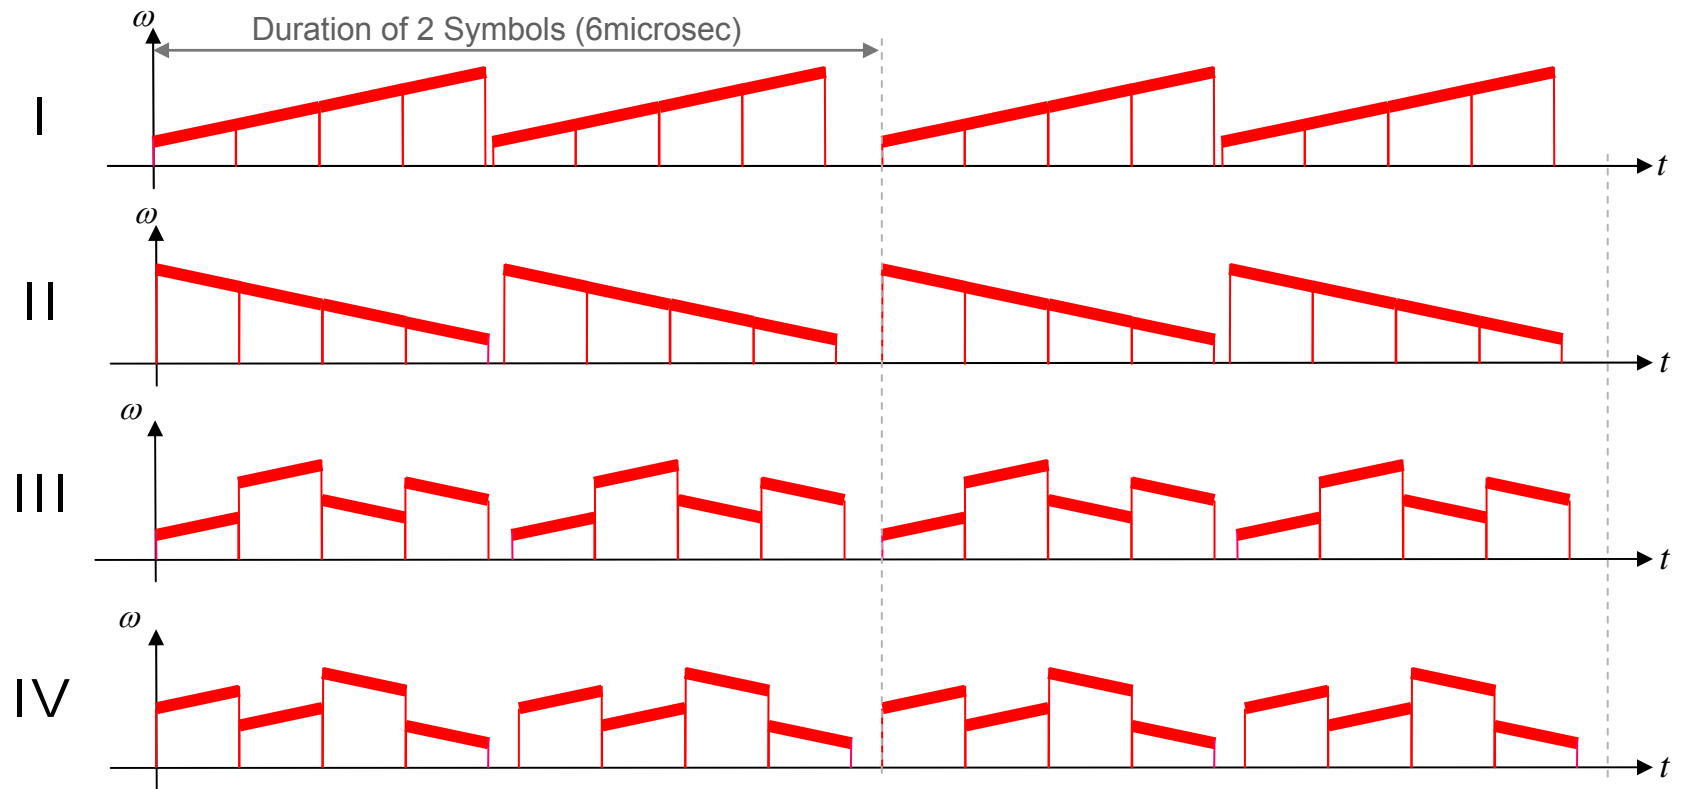 ω
Duration of 2 Symbols (6microsec)
I
t
ω
II
t
ω
III
t
ω
IV
t